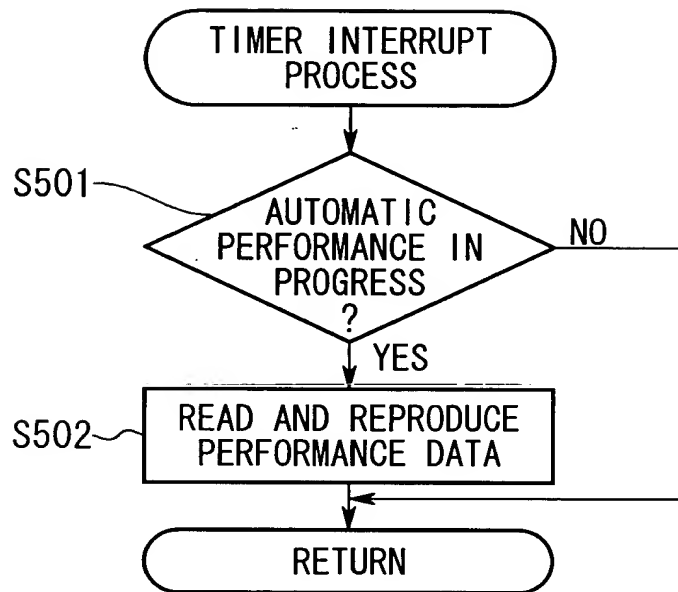 TIMER INTERRUPT
PROCESS
S501
AUTOMATIC
PERFORMANCE IN
PROGRESS
?
NO
YES
S502
READ AND REPRODUCE
PERFORMANCE DATA
RETURN